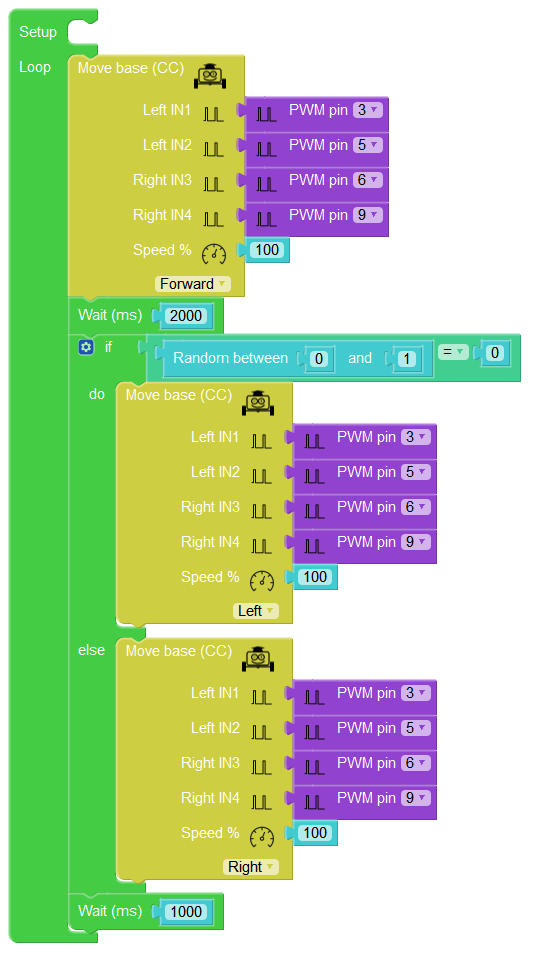 Setup
Loop
Move base (CC)
Left IN1 PWM pin 3
Left IN2 PWM pin 5
Right IN3 PWM pin 6
Right IN4 PWM pin 9
Speed % 100
Forward
Wait (ms) 2000
if Random between 0 and 1 = 0
do Move base (CC)
Left IN1 PWM pin 3
Left IN2 PWM pin 5
Right IN3 PWM pin 6
Right IN4 PWM pin 9
Speed % 100
Left
else Move base (CC)
Left IN1 PWM pin 3
Left IN2 PWM pin 5
Right IN3 PWM pin 6
Right IN4 PWM pin 9
Speed % 100
Right
Wait (ms) 1000